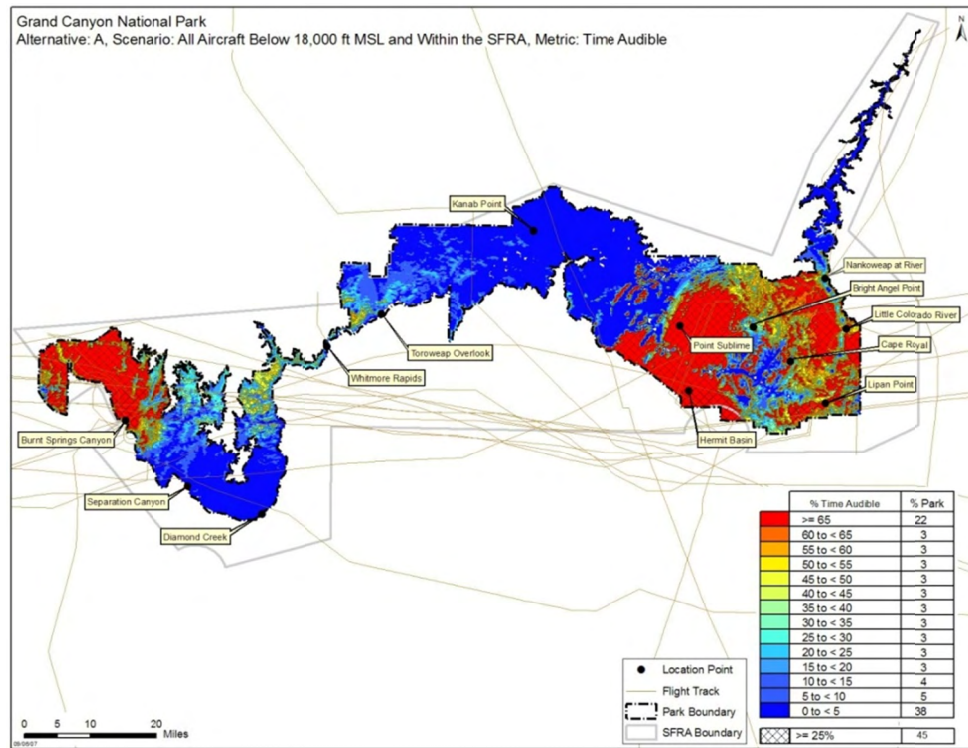 Grand Canyon National Park
Alternative: A, Scenario: All Aircraft Below 18,000 ft MSL and Within the SFRA, Metric: Time Audible
N
Kanab Point
Nankoweap at River
Bright Angel Point
Little Colorado River
Point Sublime
Cape Royal
Toroweap Overlook
Whitmore Rapids
Lipan Point
Burnt Springs Canyon
Hermit Basin
Separation Canyon
Diamond Creek
% Time Audible % Park
>= 65 22
60 to < 65 3
55 to < 60 3
50 to < 55 3
45 to < 50 3
40 to < 45 3
35 to < 40 3
30 to < 35 3
25 to < 30 3
20 to < 25 3
15 to < 20 3
10 to < 15 4
5 to < 10 5
0 to < 5 38
>= 25% 45
Location Point
Flight Track
Park Boundary
SFRA Boundary
0 5 10 20
Miles